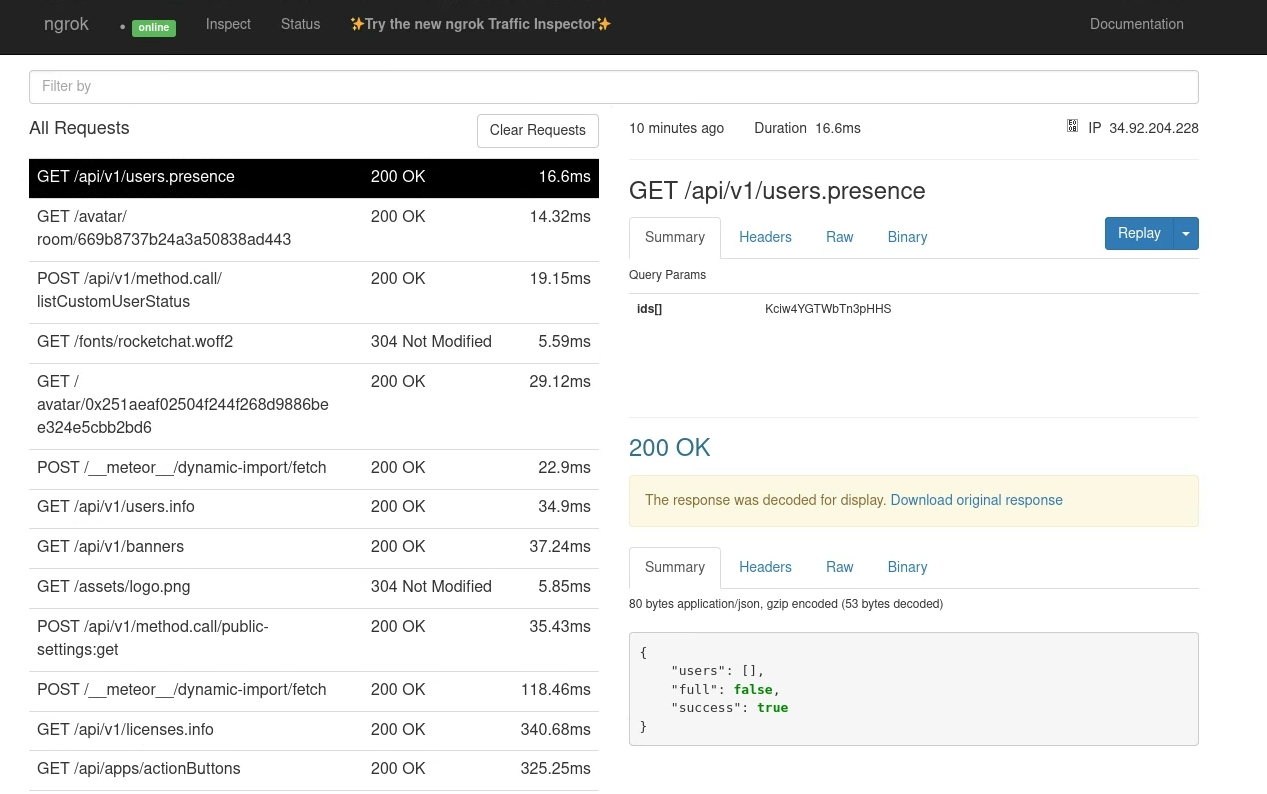 ngrok
online
Inspect
Status
✨Try the new ngrok Traffic Inspector✨
Documentation
Filter by
All Requests
Clear Requests
GET /api/v1/users.presence 200 OK 16.6ms
GET /avatar/ 200 OK 14.32ms
room/669b8737b24a3a50838ad443
POST /api/v1/method.call/ 200 OK 19.15ms
listCustomUserStatus
GET /fonts/rocketchat.woff2 304 Not Modified 5.59ms
GET / 200 OK 29.12ms
avatar/0x251aeaf02504f244f268d9886be
e324e5cbb2bd6
POST /__meteor__/dynamic-import/fetch 200 OK 22.9ms
GET /api/v1/users.info 200 OK 34.9ms
GET /api/v1/banners 200 OK 37.24ms
GET /assets/logo.png 304 Not Modified 5.85ms
POST /api/v1/method.call/public- 200 OK 35.43ms
settings:get
POST /__meteor__/dynamic-import/fetch 200 OK 118.46ms
GET /api/v1/licenses.info 200 OK 340.68ms
GET /api/apps/actionButtons 200 OK 325.25ms
10 minutes ago Duration 16.6ms IP 34.92.204.228
GET /api/v1/users.presence
Summary Headers Raw Binary Replay
Query Params
ids[] Kciw4YGTWbTn3pHHS
200 OK
The response was decoded for display. Download original response
Summary Headers Raw Binary
80 bytes application/json, gzip encoded (53 bytes decoded)
{
"users": [],
"full": false,
"success": true
}